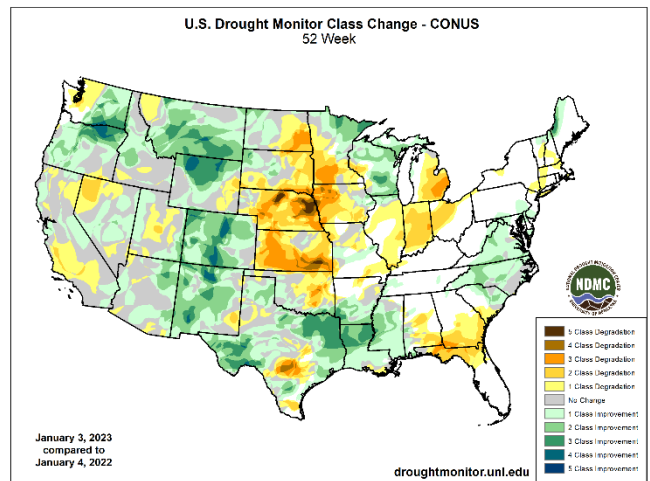 U.S. Drought Monitor Class Change - CONUS
52 Week
NDMC
5 Class Degradation
4 Class Degradation
3 Class Degradation
2 Class Degradation
1 Class Degradation
No Change
1 Class Improvement
2 Class Improvement
3 Class Improvement
4 Class Improvement
5 Class Improvement
January 3, 2023
compared to
January 4, 2022
droughtmonitor.unl.edu